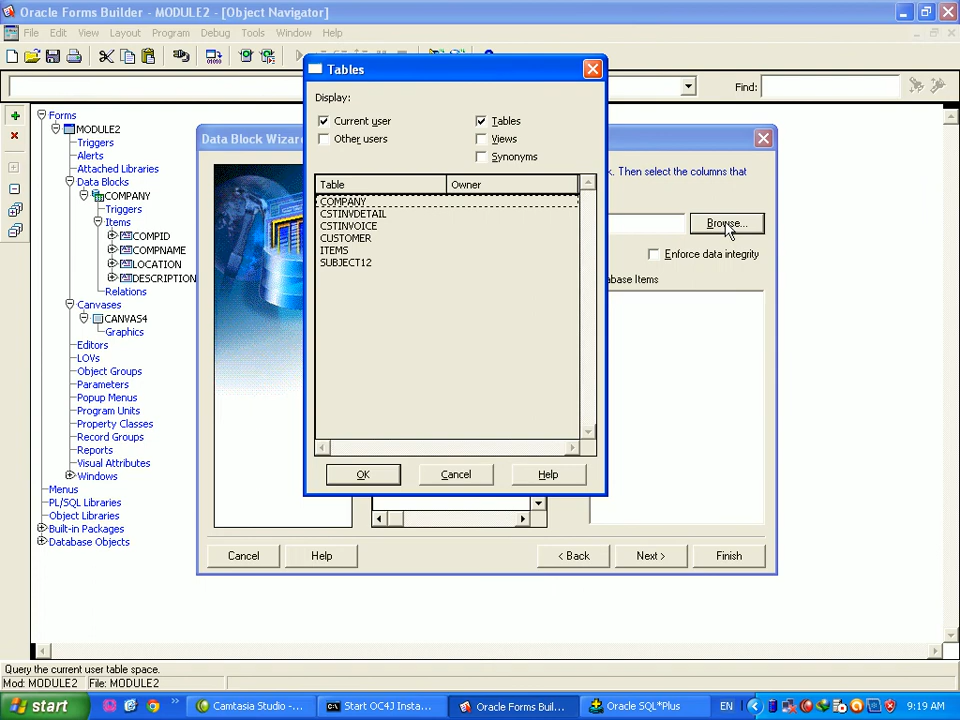 Oracle Forms Builder - MODULE2 - [Object Navigator]
File Edit View Layout Program Debug Tools Window Help
Find:
Forms
MODULE2
Triggers
Alerts
Attached Libraries
Data Blocks
COMPANY
Triggers
Items
COMPID
COMPNAME
LOCATION
DESCRIPTION
Relations
Canvases
CANVAS4
Graphics
Editors
LOVs
Object Groups
Parameters
Popup Menus
Program Units
Property Classes
Record Groups
Reports
Visual Attributes
Windows
Menus
PL/SQL Libraries
Object Libraries
Built-in Packages
Database Objects
Data Block Wizar
k. Then select the columns that
Browse...
Enforce data integrity
base Items
Cancel Help < Back Next > Finish
Tables
Display:
Current user Tables
Other users Views
Synonyms
Table Owner
COMPANY
CSTINVDETAIL
CSTINVOICE
CUSTOMER
ITEMS
SUBJECT12
OK Cancel Help
Query the current user table space.
Mod: MODULE2 File: MODULE2
start Camtasia Studio -... Start OC4J Insta... Oracle Forms Buil... Oracle SQL*Plus EN 9:19 AM